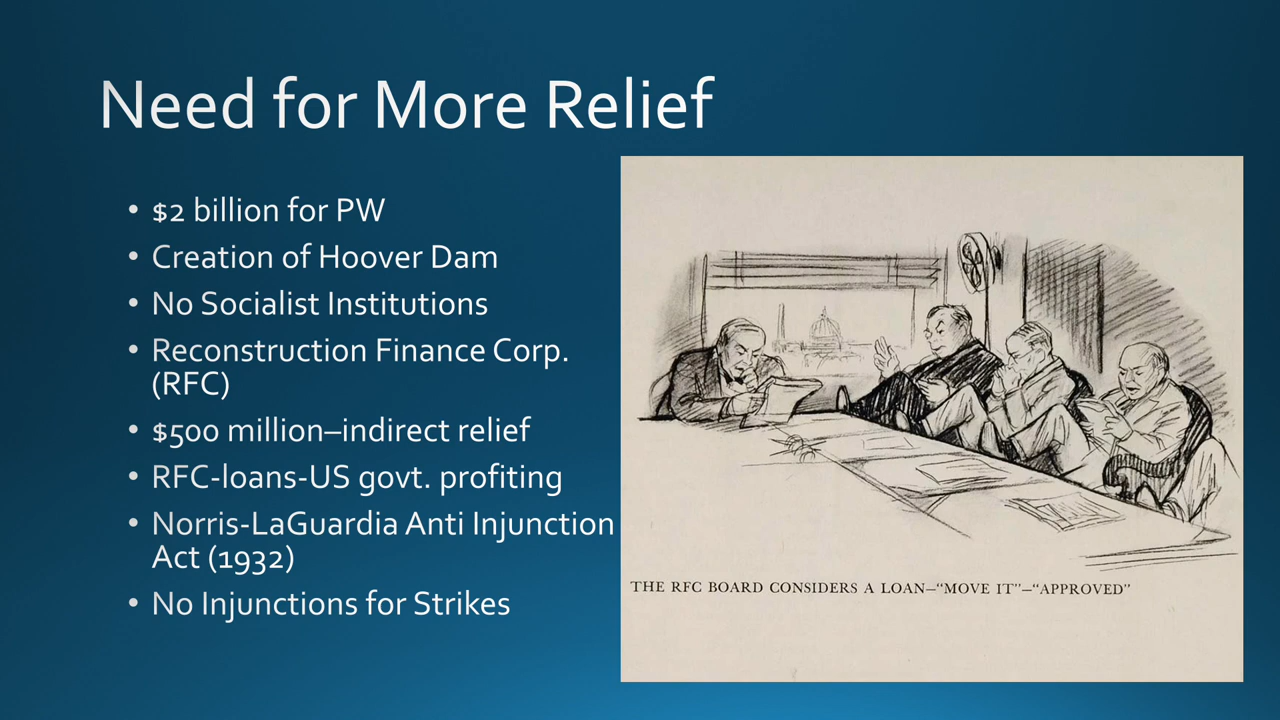 Need for More Relief
• $2 billion for PW
• Creation of Hoover Dam
• No Socialist Institutions
• Reconstruction Finance Corp.
(RFC)
• $500 million–indirect relief
• RFC-loans-US govt. profiting
• Norris-LaGuardia Anti Injunction
Act (1932)
• No Injunctions for Strikes
THE RFC BOARD CONSIDERS A LOAN—“MOVE IT”—“APPROVED”